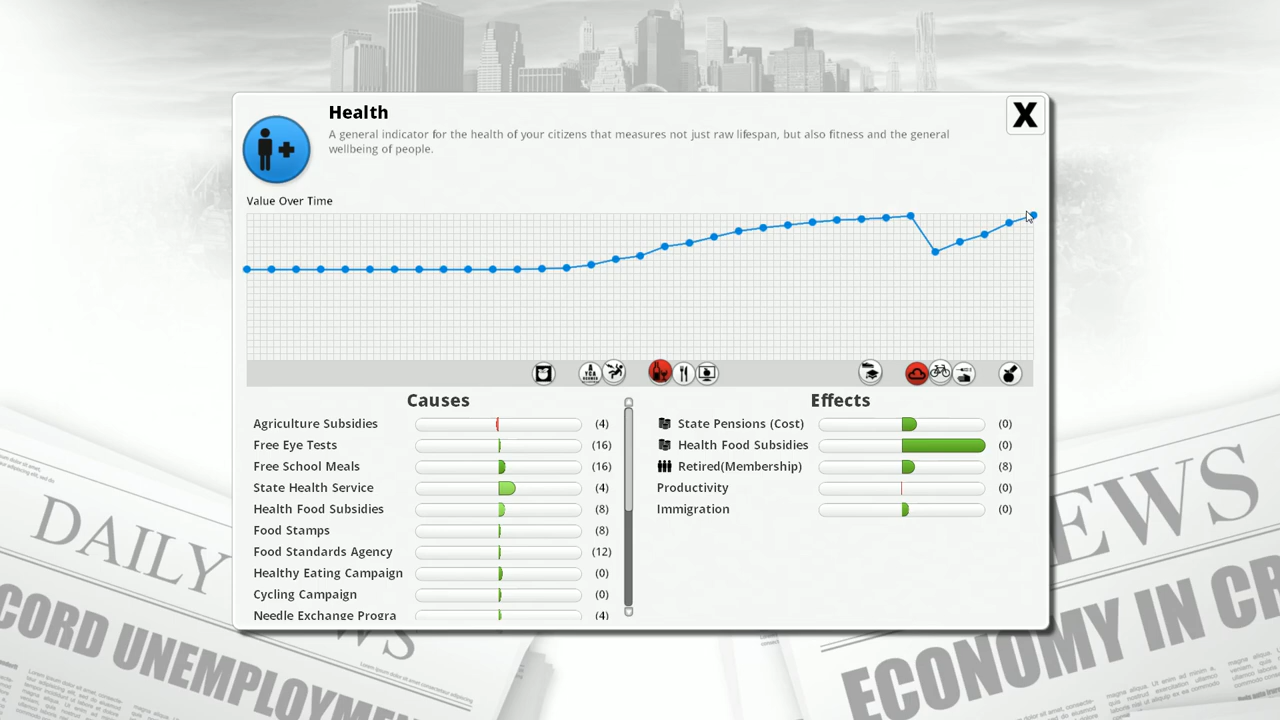 Health
X
A general indicator for the health of your citizens that measures not just raw lifespan, but also fitness and the general
wellbeing of people.
Value Over Time
Causes
Agriculture Subsidies (4)
Free Eye Tests (16)
Free School Meals (16)
State Health Service (4)
Health Food Subsidies (8)
Food Stamps (8)
Food Standards Agency (12)
Healthy Eating Campaign (0)
Cycling Campaign (0)
Needle Exchange Progra (4)
Effects
State Pensions (Cost) (0)
Health Food Subsidies (0)
Retired(Membership) (8)
Productivity (0)
Immigration (0)
DAILY
WS
CORD UNEMPLOYME
EWS
ECONOMY IN CR